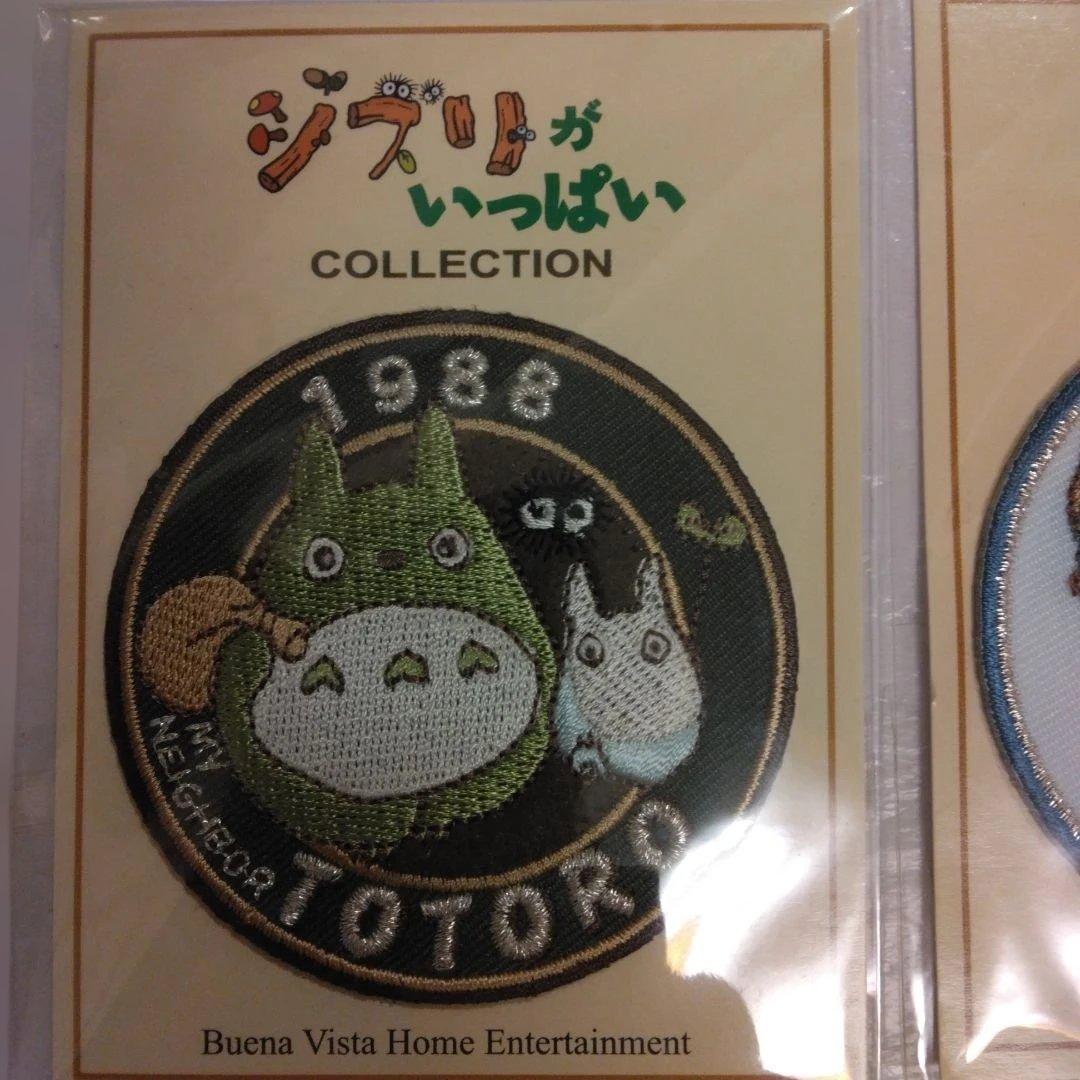 ジブリが
いっぱい
COLLECTION
1988
MY
NEIGHBOR
TOTORO
Buena Vista Home Entertainment